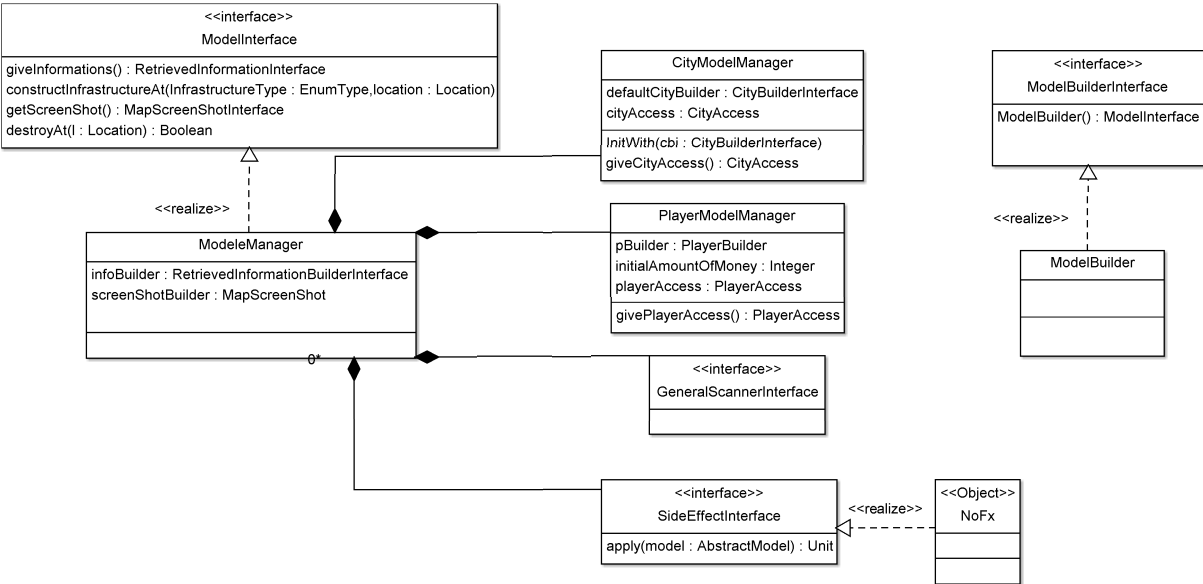 <<interface>>
ModelInterface
giveInformations() : RetrievedInformationInterface
constructInfrastructureAt(InfrastructureType : EnumType,location : Location)
getScreenShot() : MapScreenShotInterface
destroyAt(l : Location) : Boolean
CityModelManager
defaultCityBuilder : CityBuilderInterface
cityAccess : CityAccess
InitWith(cbi : CityBuilderInterface)
giveCityAccess() : CityAccess
<<interface>>
ModelBuilderInterface
ModelBuilder() : ModelInterface
<<realize>>
<<realize>>
ModeleManager
infoBuilder : RetrievedInformationBuilderInterface
screenShotBuilder : MapScreenShot
PlayerModelManager
pBuilder : PlayerBuilder
initialAmountOfMoney : Integer
playerAccess : PlayerAccess
givePlayerAccess() : PlayerAccess
ModelBuilder
0*
<<interface>>
GeneralScannerInterface
<<interface>>
SideEffectInterface
apply(model : AbstractModel) : Unit
<<realize>>
<<Object>>
NoFx